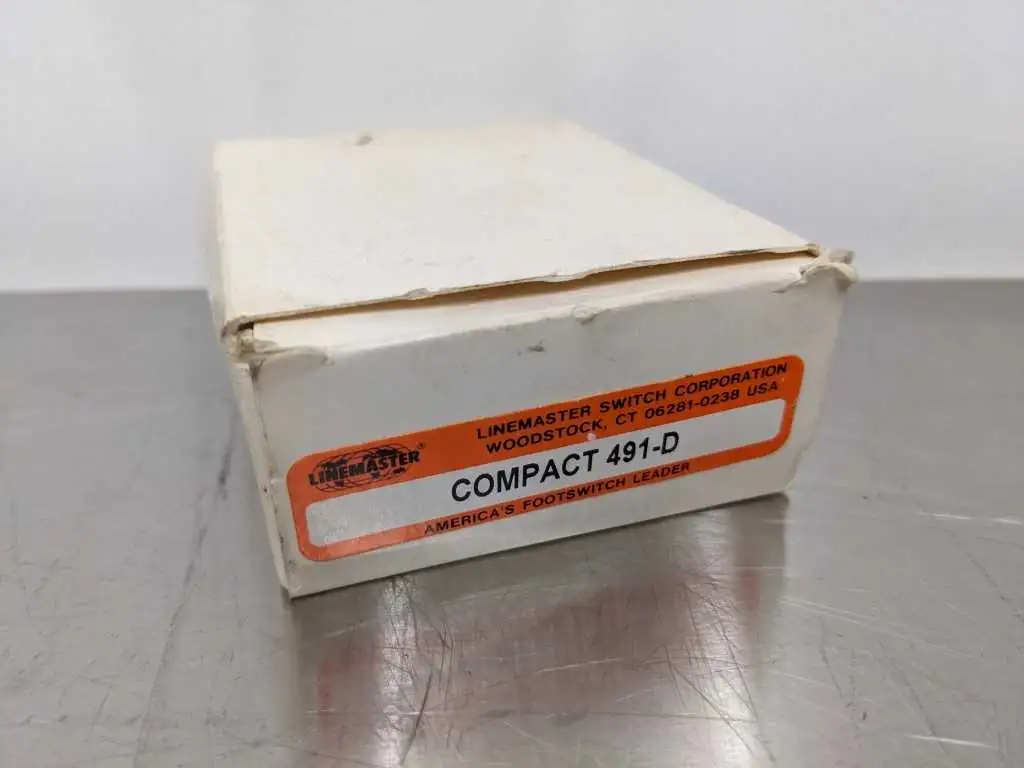 LINEMASTER SWITCH CORPORATION
WOODSTOCK, CT 06281-0238 USA
LINEMASTER®
COMPACT 491-D
AMERICA'S FOOTSWITCH LEADER